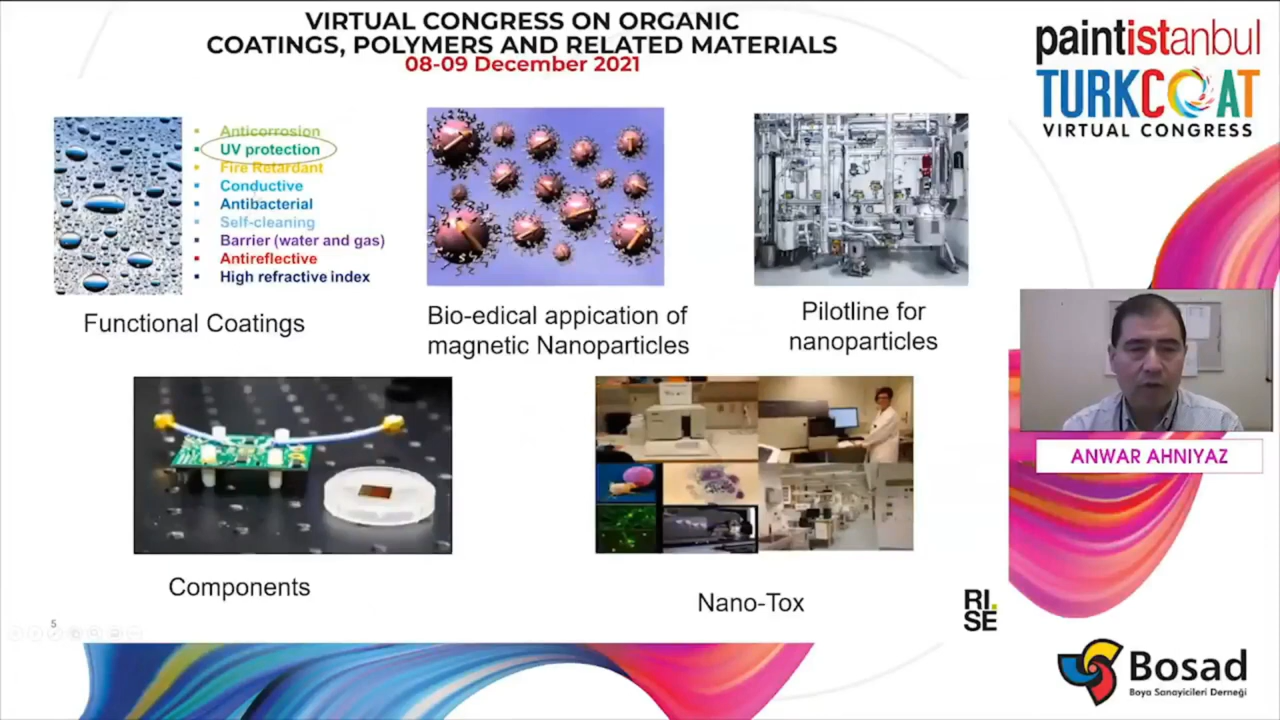 VIRTUAL CONGRESS ON ORGANIC
COATINGS, POLYMERS AND RELATED MATERIALS
08-09 December 2021
paintistanbul
TURKCOAT
VIRTUAL CONGRESS
Anticorrosion
UV protection
Fire Retardant
Conductive
Antibacterial
Self-cleaning
Barrier (water and gas)
Antireflective
High refractive index
Functional Coatings
Bio-edical appication of
magnetic Nanoparticles
Pilotline for
nanoparticles
ANWAR AHNIYAZ
Components
Nano-Tox
RI.
SE
5
Bosad
Boya Sanayicileri Derneği